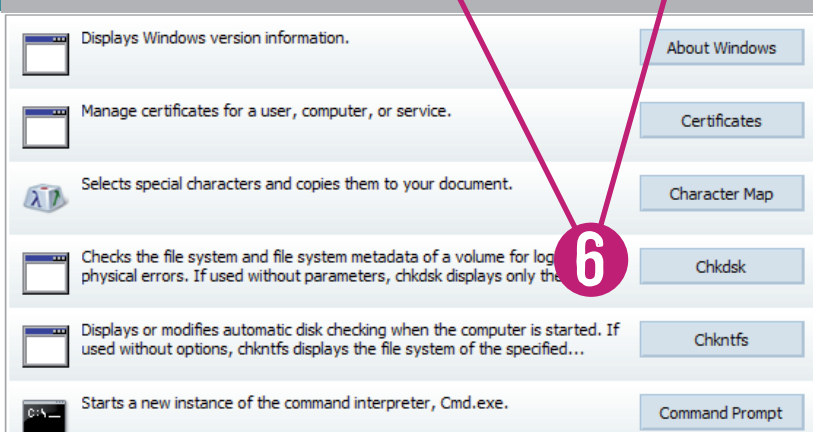 Displays Windows version information.
About Windows
Manage certificates for a user, computer, or service.
Certificates
Selects special characters and copies them to your document.
Character Map
Checks the file system and file system metadata of a volume for
physical errors. If used without parameters, chkdsk displays only
6
Chkdsk
Displays or modifies automatic disk checking when the computer is started. If
used without options, chkntfs displays the file system of the specified...
Chkntfs
C:\_
Starts a new instance of the command interpreter, Cmd.exe.
Command Prompt